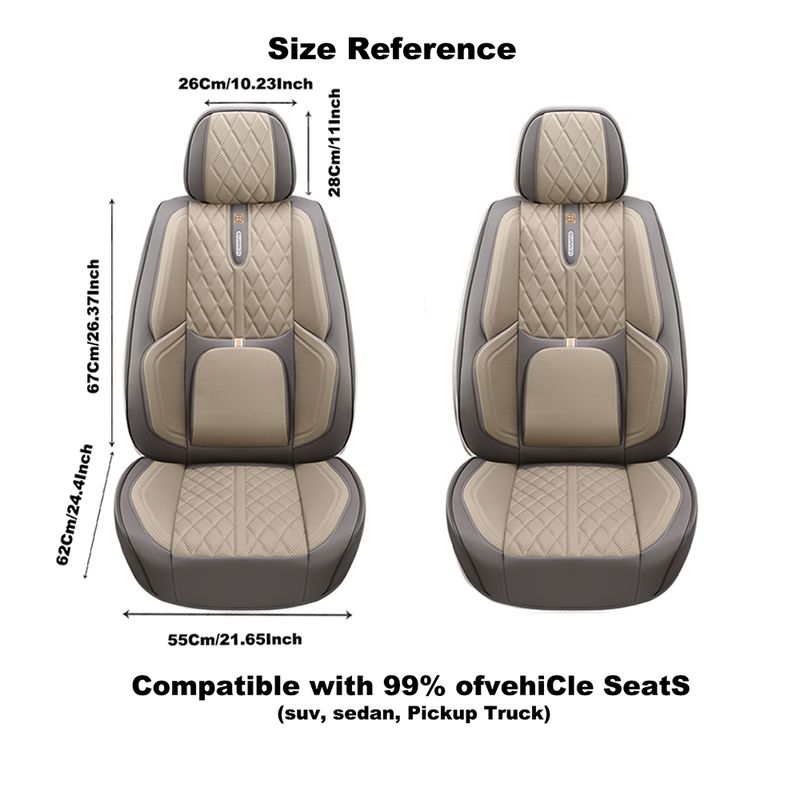 Size Reference
26Cm/10.23Inch
28Cm/11Inch
67Cm/26.37Inch
62Cm/24.4Inch
55Cm/21.65Inch
Compatible with 99% ofvehiCle SeatS
(suv, sedan, Pickup Truck)